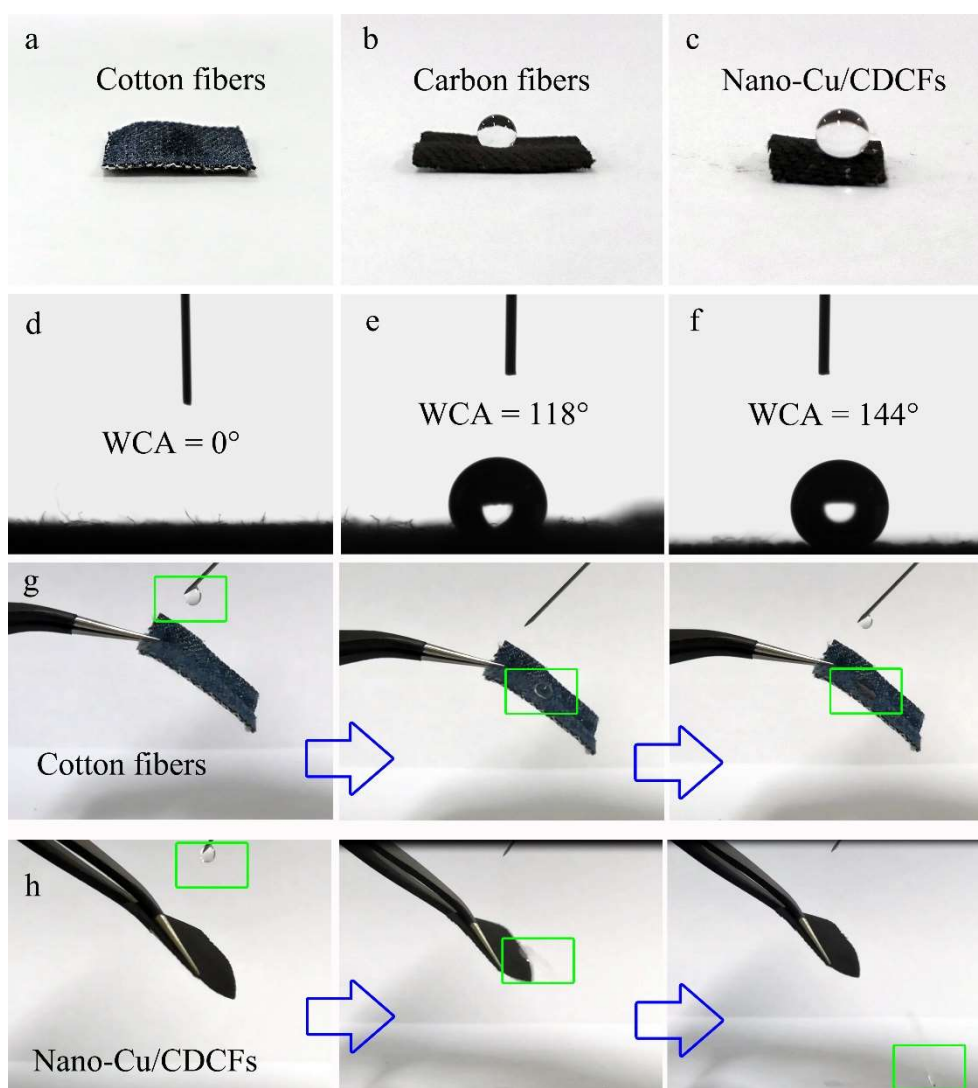 a
Cotton fibers
b
Carbon fibers
c
Nano-Cu/CDCFs
d
WCA = 0°
e
WCA = 118°
f
WCA = 144°
g
Cotton fibers
h
Nano-Cu/CDCFs